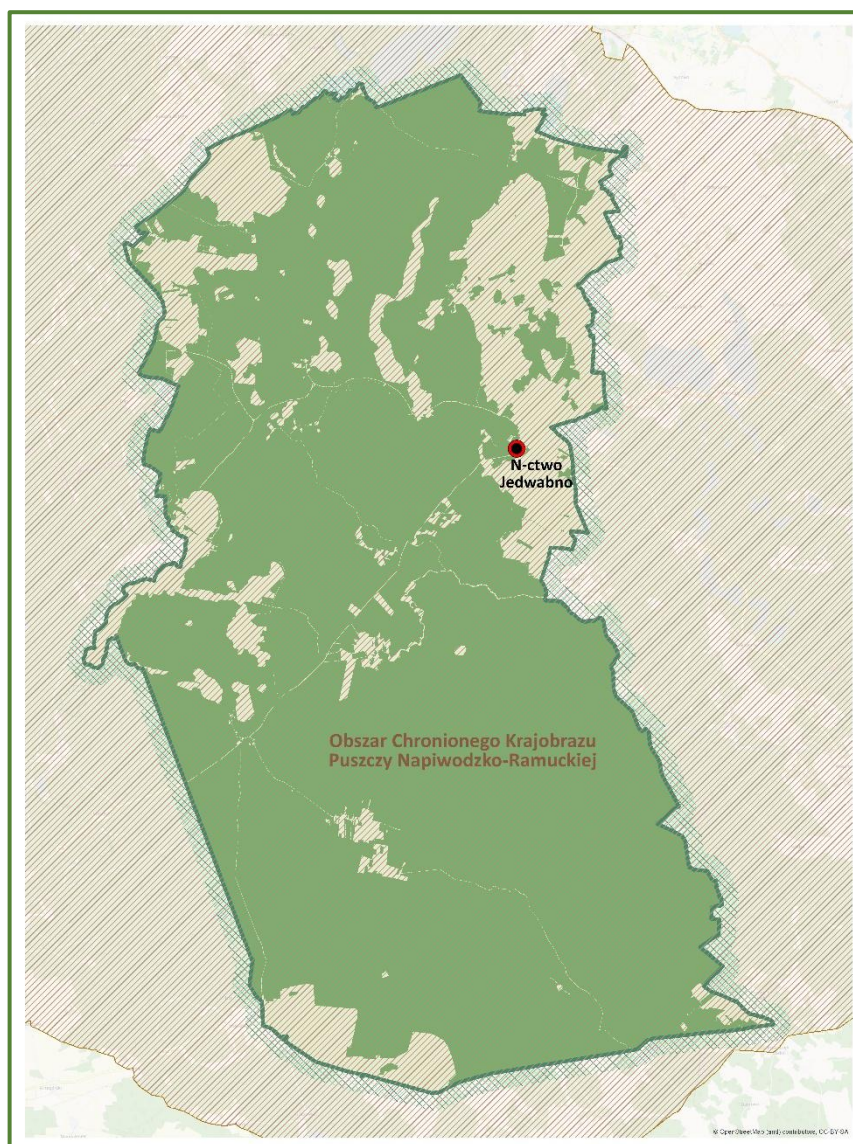 N-ctwo
Jedwabno
Obszar Chronionego Krajobrazu
Puszczy Napiwodzko-Ramuckiej
© OpenStreetMap (and) contributors, CC-BY-SA